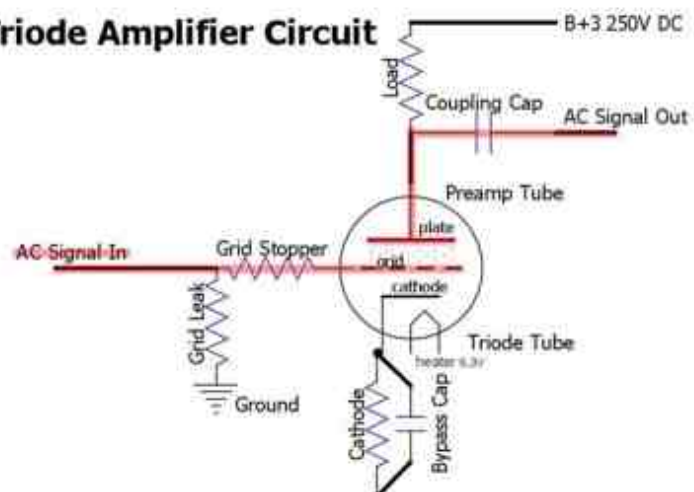 riode Amplifier Circuit
B+3 250V DC
Load
Coupling Cap
AC Signal Out
Preamp Tube
plate
AC Signal In
Grid Stopper
grid
cathode
Grid Leak
Triode Tube
heater 6.3V
Ground
Cathode
Bypass Cap